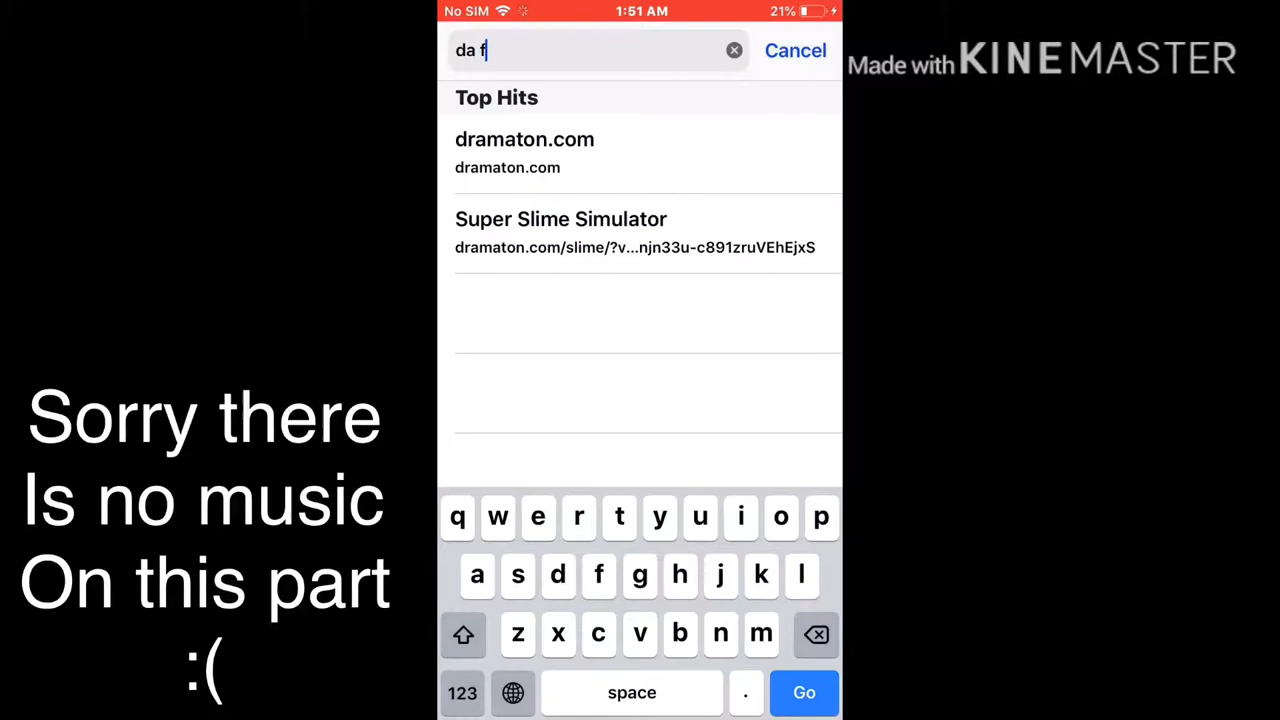 No SIM 1:51 AM 21%
da f Cancel
Made with KINEMASTER
Top Hits
dramaton.com
dramaton.com
Super Slime Simulator
dramaton.com/slime/?v...njn33u-c891zruVEhEjxS
Sorry there
Is no music
On this part
:(
q w e r t y u i o p
a s d f g h j k l
z x c v b n m
123 space . Go